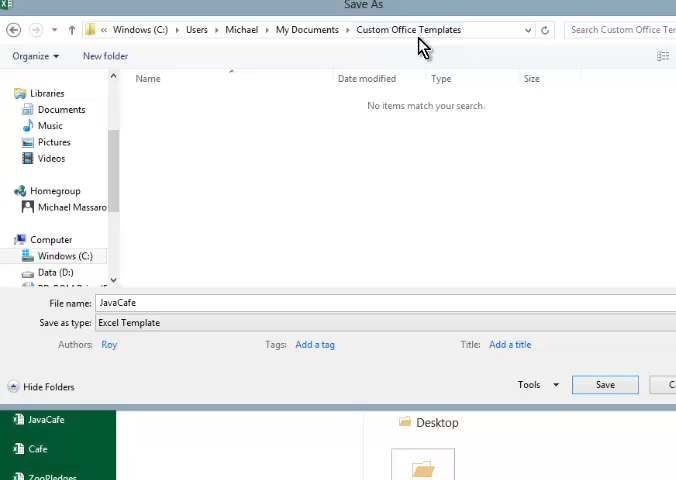 Save As
« Windows (C:) Users Michael My Documents Custom Office Templates Search Custom Office
Organize New folder
Name Date modified Type Size
No items match your search.
Libraries
Documents
Music
Pictures
Videos
Homegroup
Michael Massaro
Computer
Windows (C:)
Data (D:)
File name: JavaCafe
Save as type: Excel Template
Authors: Roy Tags: Add a tag Title: Add a title
Hide Folders Tools Save
JavaCafe
Desktop
Cafe
ZooPledges